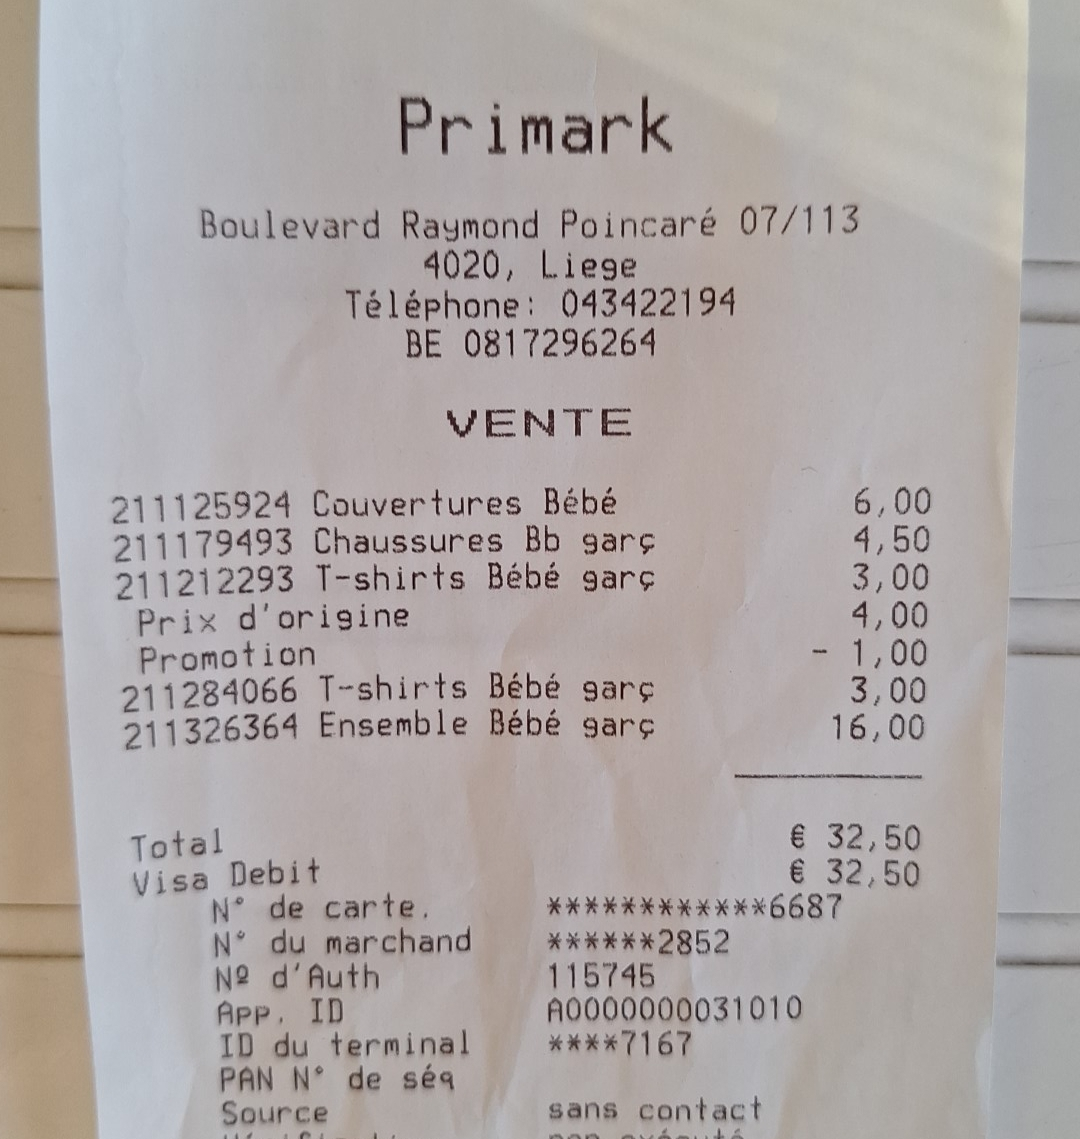 Primark
Boulevard Raymond Poincaré 07/113
4020, Liege
Téléphone: 043422194
BE 0817296264
VENTE
211125924 Couvertures Bébé 6,00
211179493 Chaussures Bb garç 4,50
211212293 T-shirts Bébé garç 3,00
Prix d'origine 4,00
Promotion - 1,00
211284066 T-shirts Bébé garç 3,00
211326364 Ensemble Bébé garç 16,00
Total € 32,50
Visa Debit € 32,50
N° de carte. ************6687
N° du marchand ******2852
Nº d'Auth 115745
App. ID A0000000031010
ID du terminal ****7167
PAN N° de séq
Source sans contact